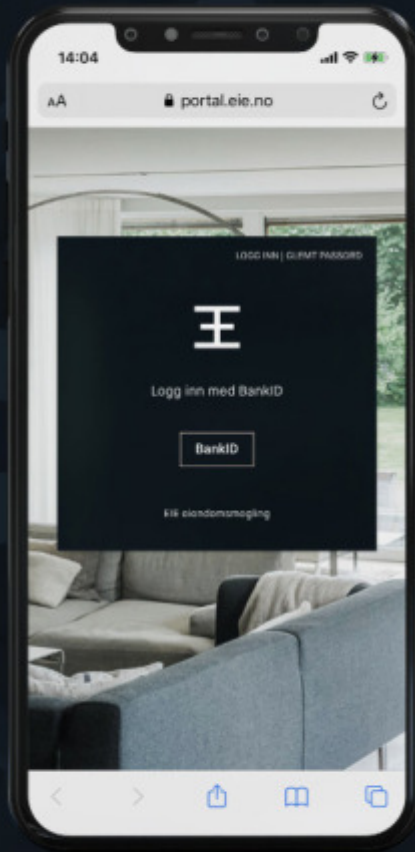 14:04
AA portal.eie.no
LOGG INN | GLEMT PASSORD
Logg inn med BankID
BankID
EIE eiendomsmegling